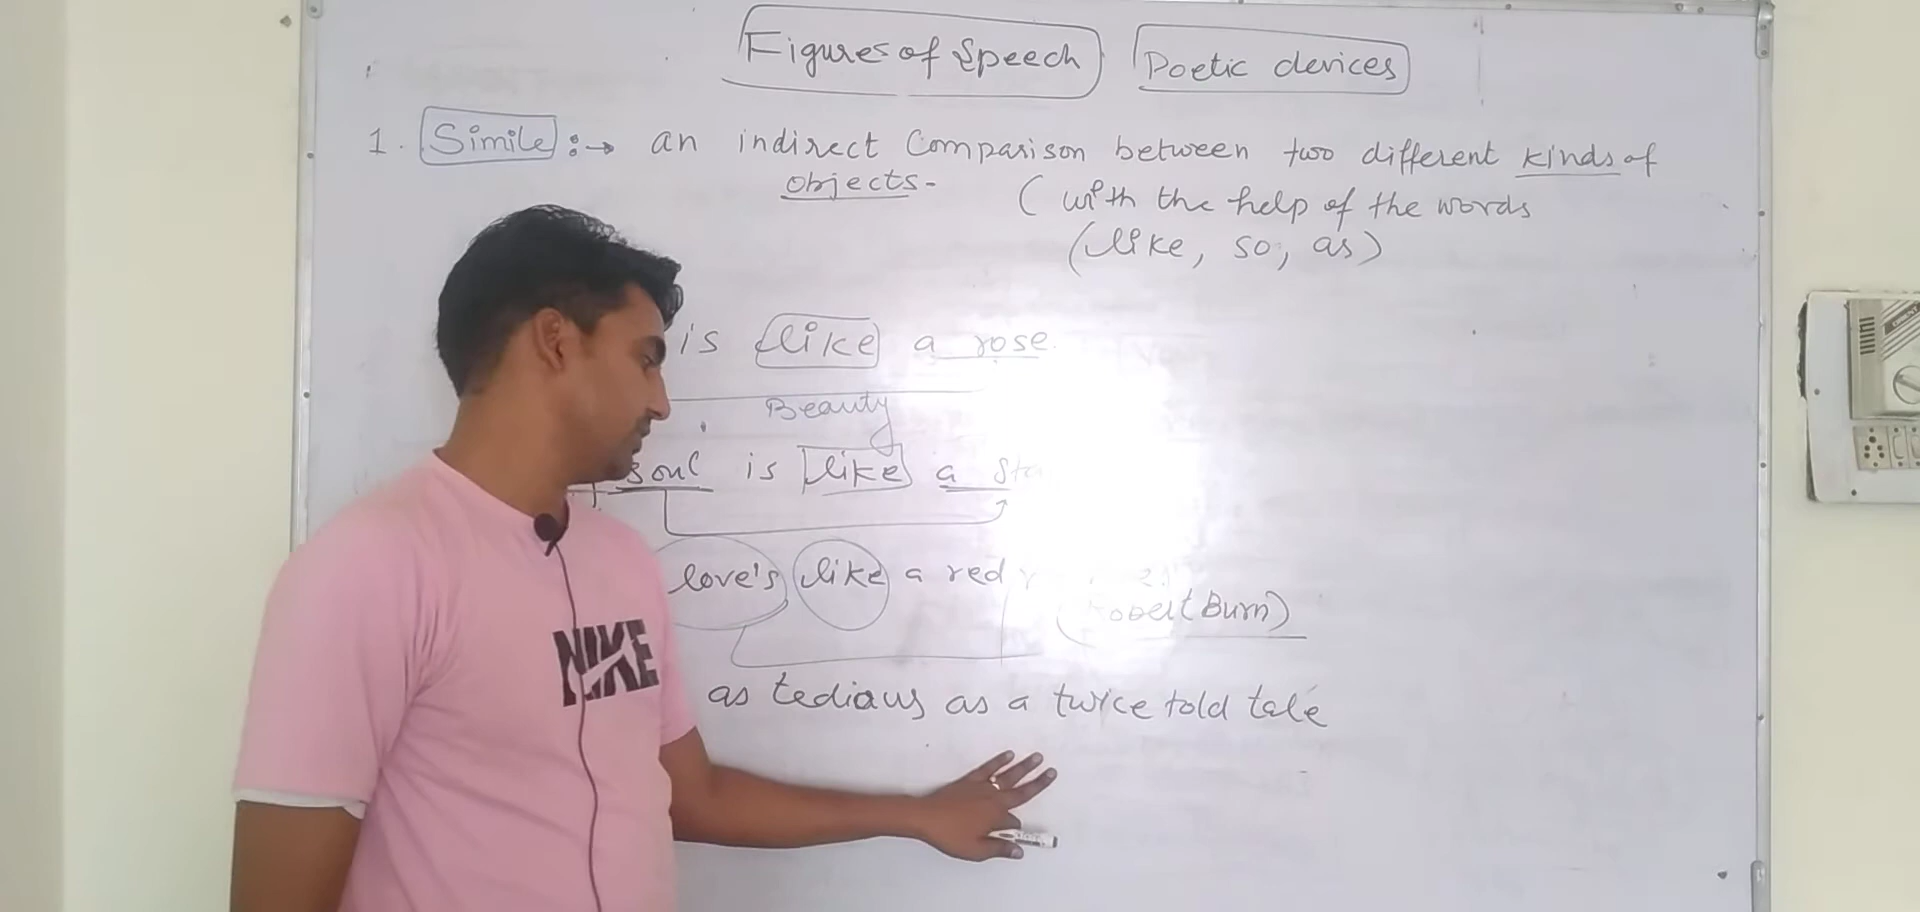 Figures of Speech Poetic devices
1. Simile :→ an indirect Comparison between two different kinds of
objects- (with the help of the words
(like, so, as)
is like a rose.
Beauty
soul is like a
love's like a red
(Robert Burn)
as tedious as a twice told tale
NIKE